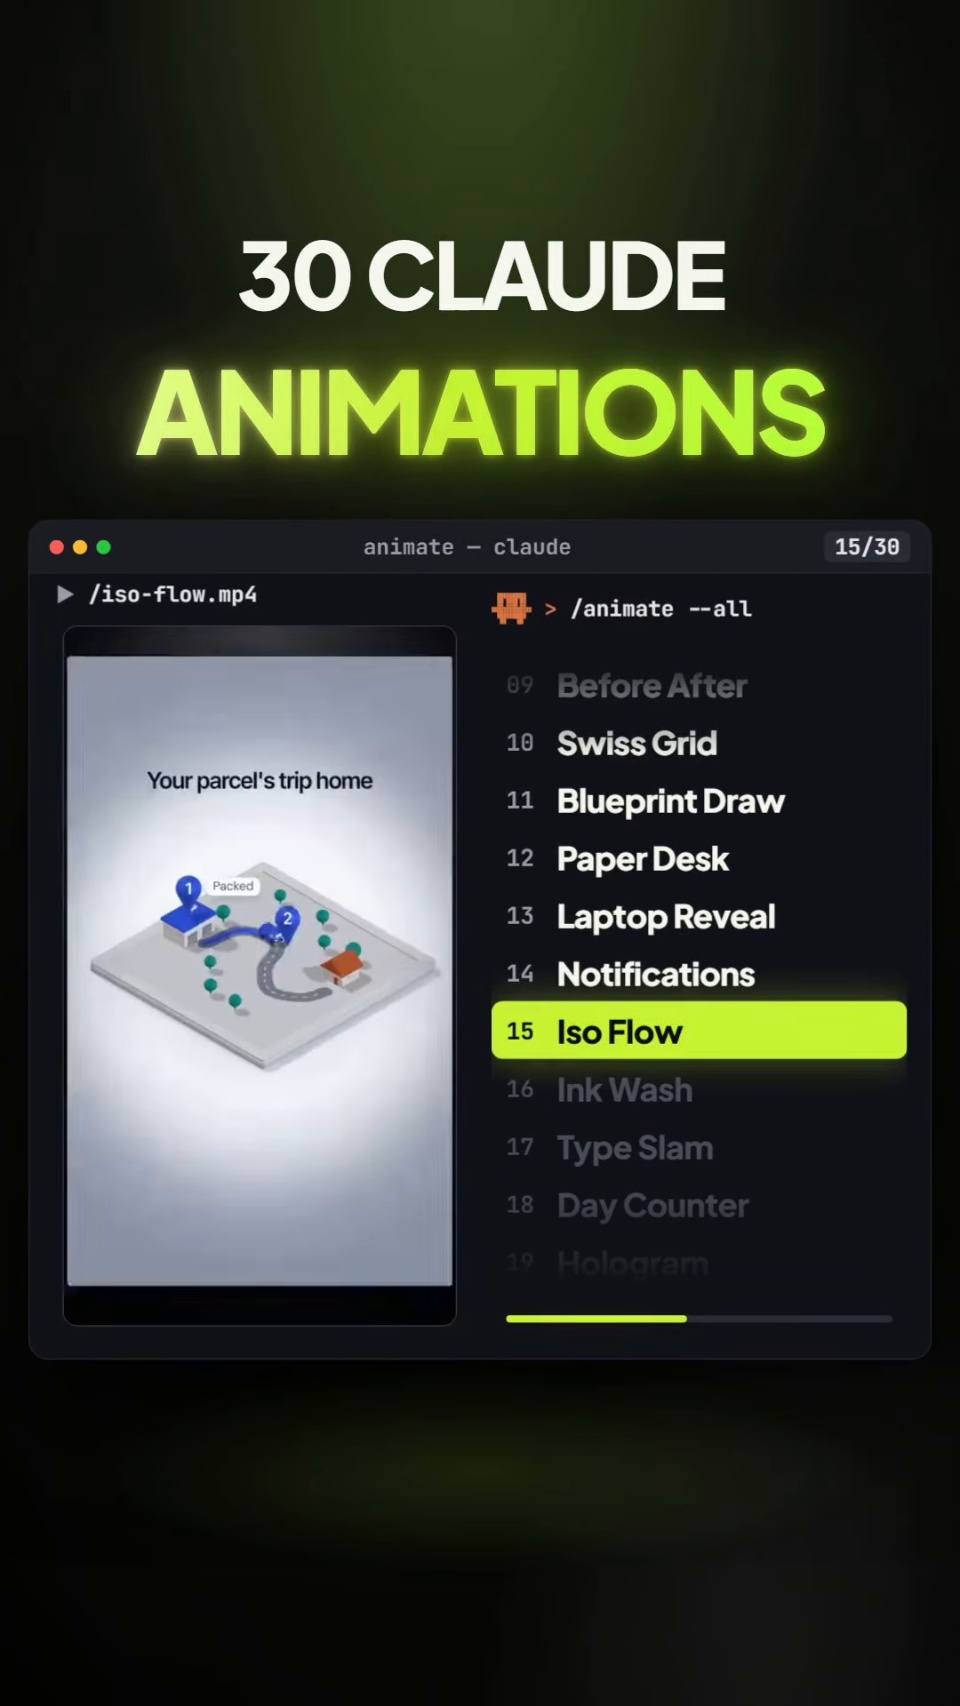 30 CLAUDE
ANIMATIONS
animate — claude
15/30
/iso-flow.mp4
> /animate --all
Your parcel's trip home
1
Packed
2
09 Before After
10 Swiss Grid
11 Blueprint Draw
12 Paper Desk
13 Laptop Reveal
14 Notifications
15 Iso Flow
16 Ink Wash
17 Type Slam
18 Day Counter
19 Hologram